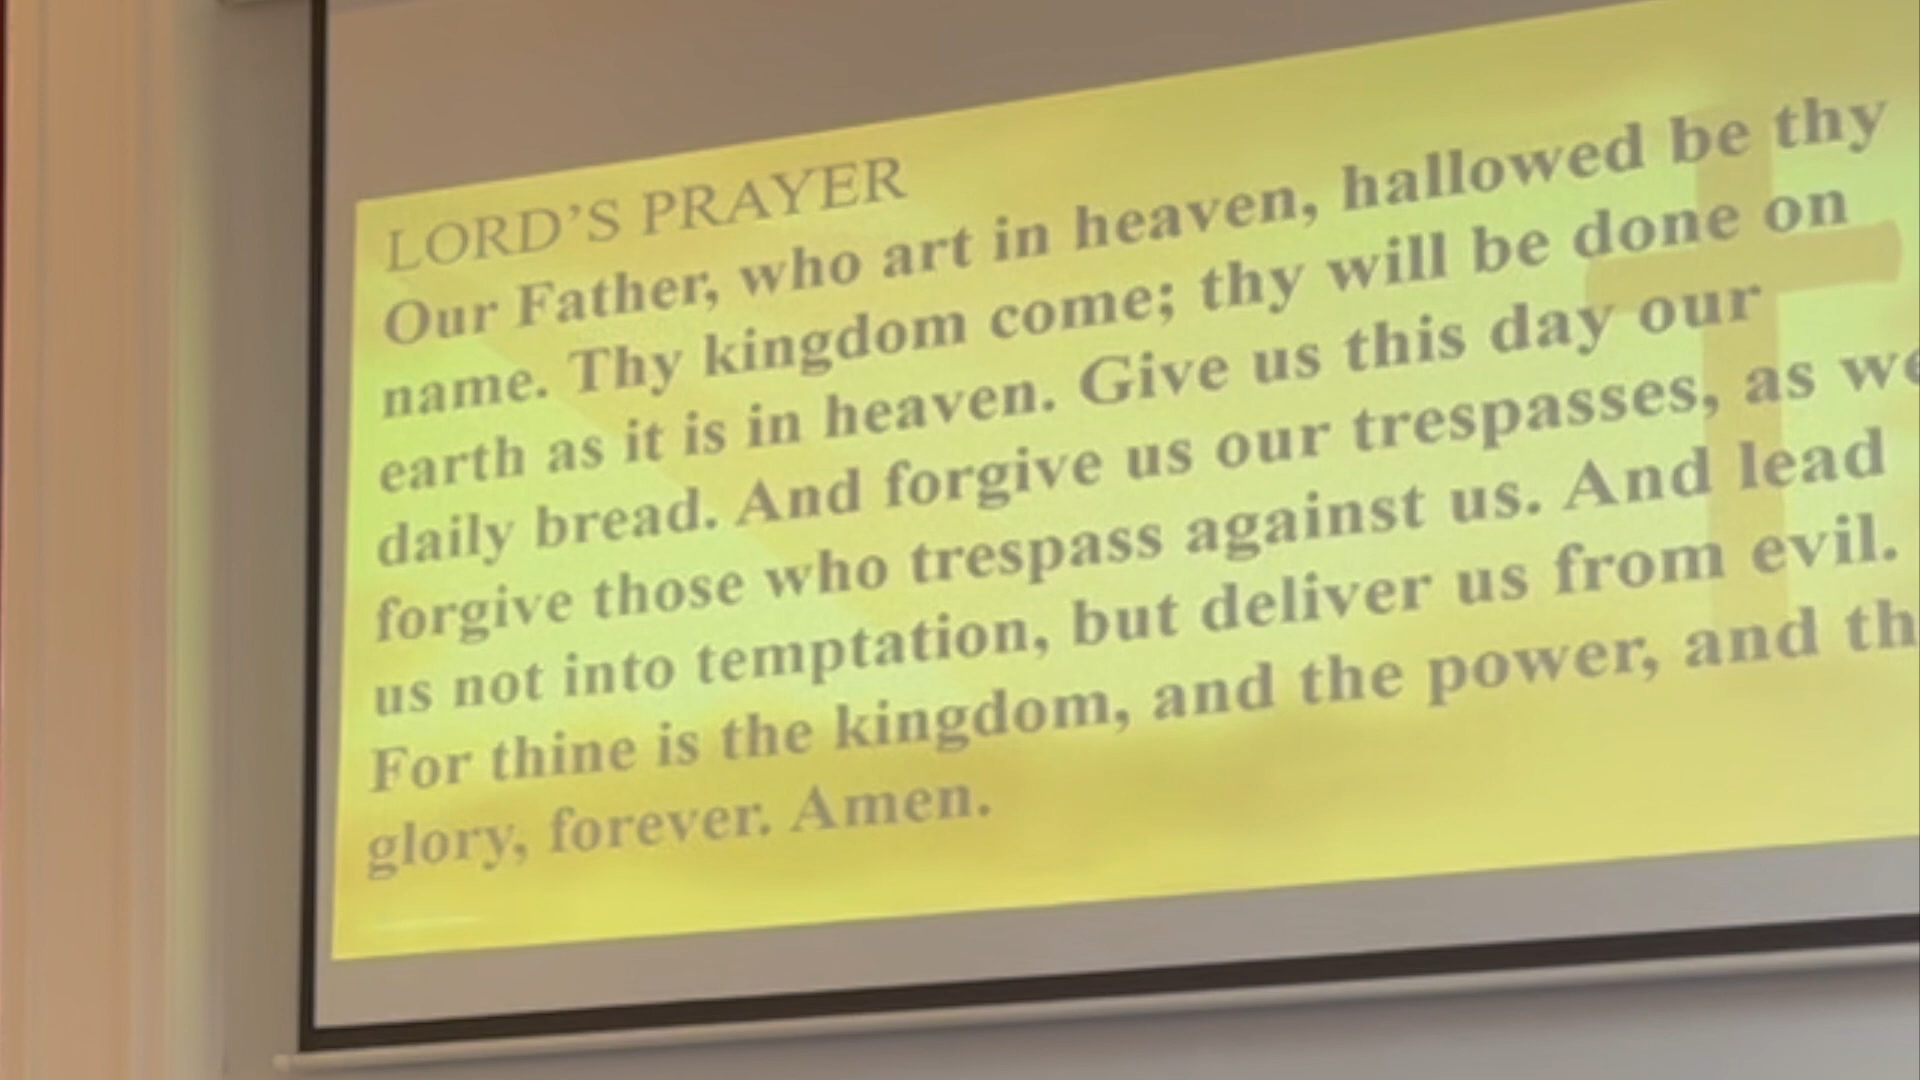 LORD'S PRAYER
Our Father, who art in heaven, hallowed be thy
name. Thy kingdom come; thy will be done on
earth as it is in heaven. Give us this day our
daily bread. And forgive us our trespasses, as we
forgive those who trespass against us. And lead
us not into temptation, but deliver us from evil.
For thine is the kingdom, and the power, and th
glory, forever. Amen.